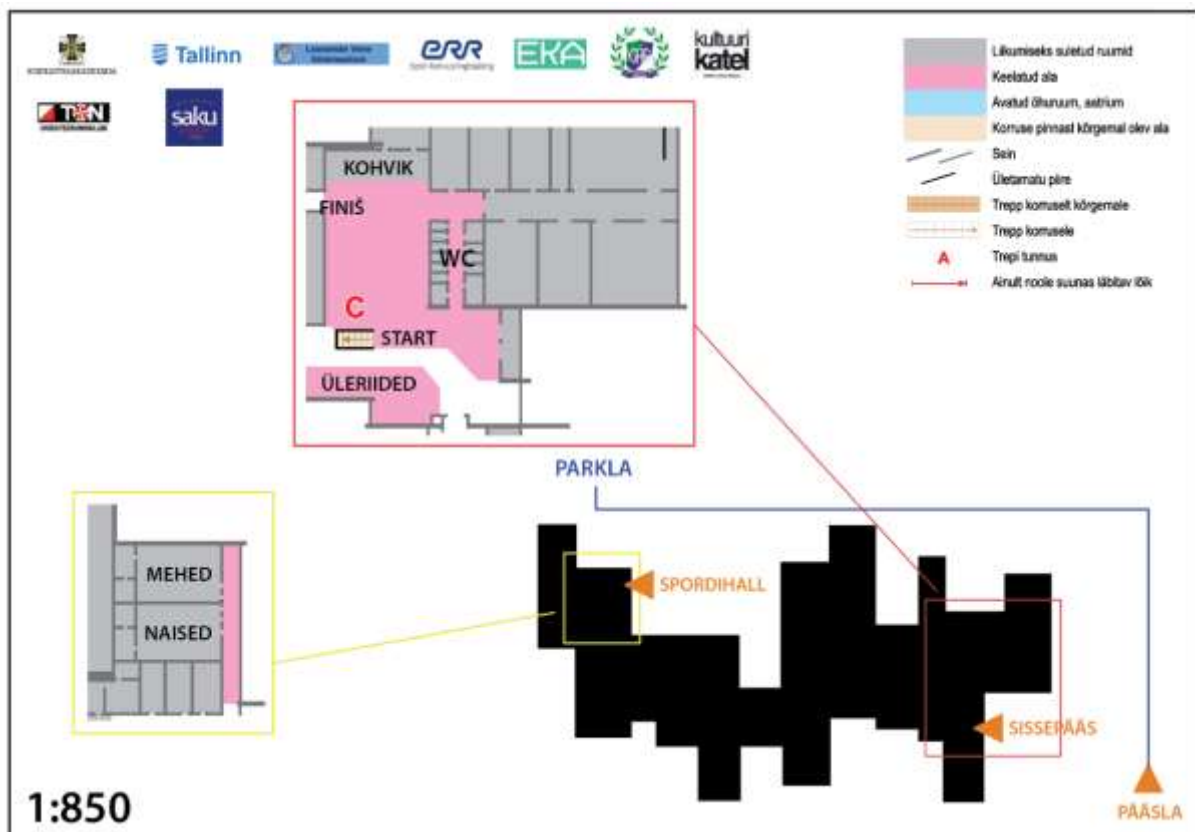 Tallinn
ERR
EKA
kultuuri
katel
saku
Liikumiseks suletud ruumid
Keelatud ala
Avatud õhuruum, aatrium
Korruse pinnast kõrgemal olev ala
Sein
Ületamatu piire
Trepp korruselt kõrgemale
Trepp korrusele
A
Trepi tunnus
Ainult noole suunas läbitav lõik
KOHVIK
FINIŠ
WC
C
START
ÜLERIIDED
PARKLA
MEHED
NAISED
SPORDIHALL
SISSEPÄÄS
1:850
PÄÄSLA